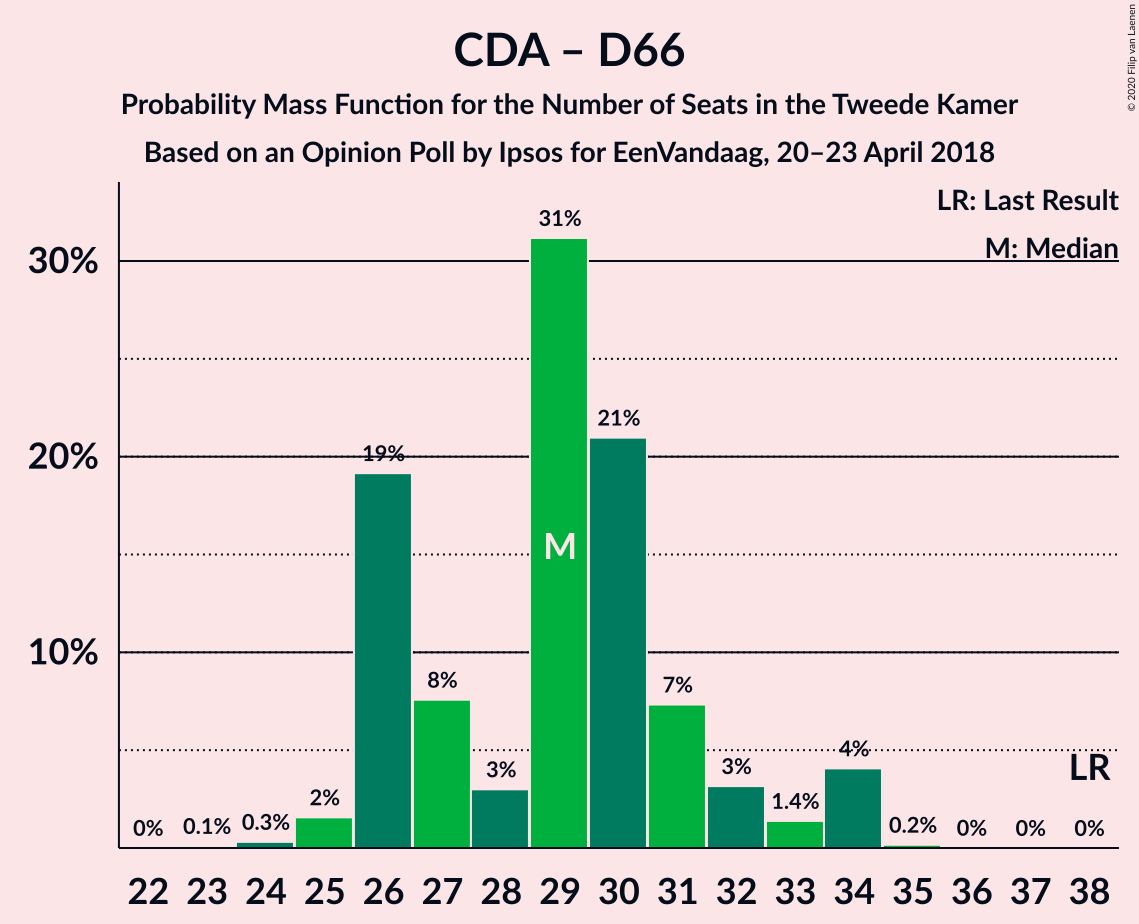 CDA – D66
Probability Mass Function for the Number of Seats in the Tweede Kamer
Based on an Opinion Poll by Ipsos for EenVandaag, 20–23 April 2018
© 2020 Filip van Laenen
LR: Last Result
M: Median
30%
20%
10%
0%
0.1%
0.3%
2%
19%
8%
3%
31%
M
21%
7%
3%
1.4%
4%
0.2%
0%
0%
0%
LR
22 23 24 25 26 27 28 29 30 31 32 33 34 35 36 37 38